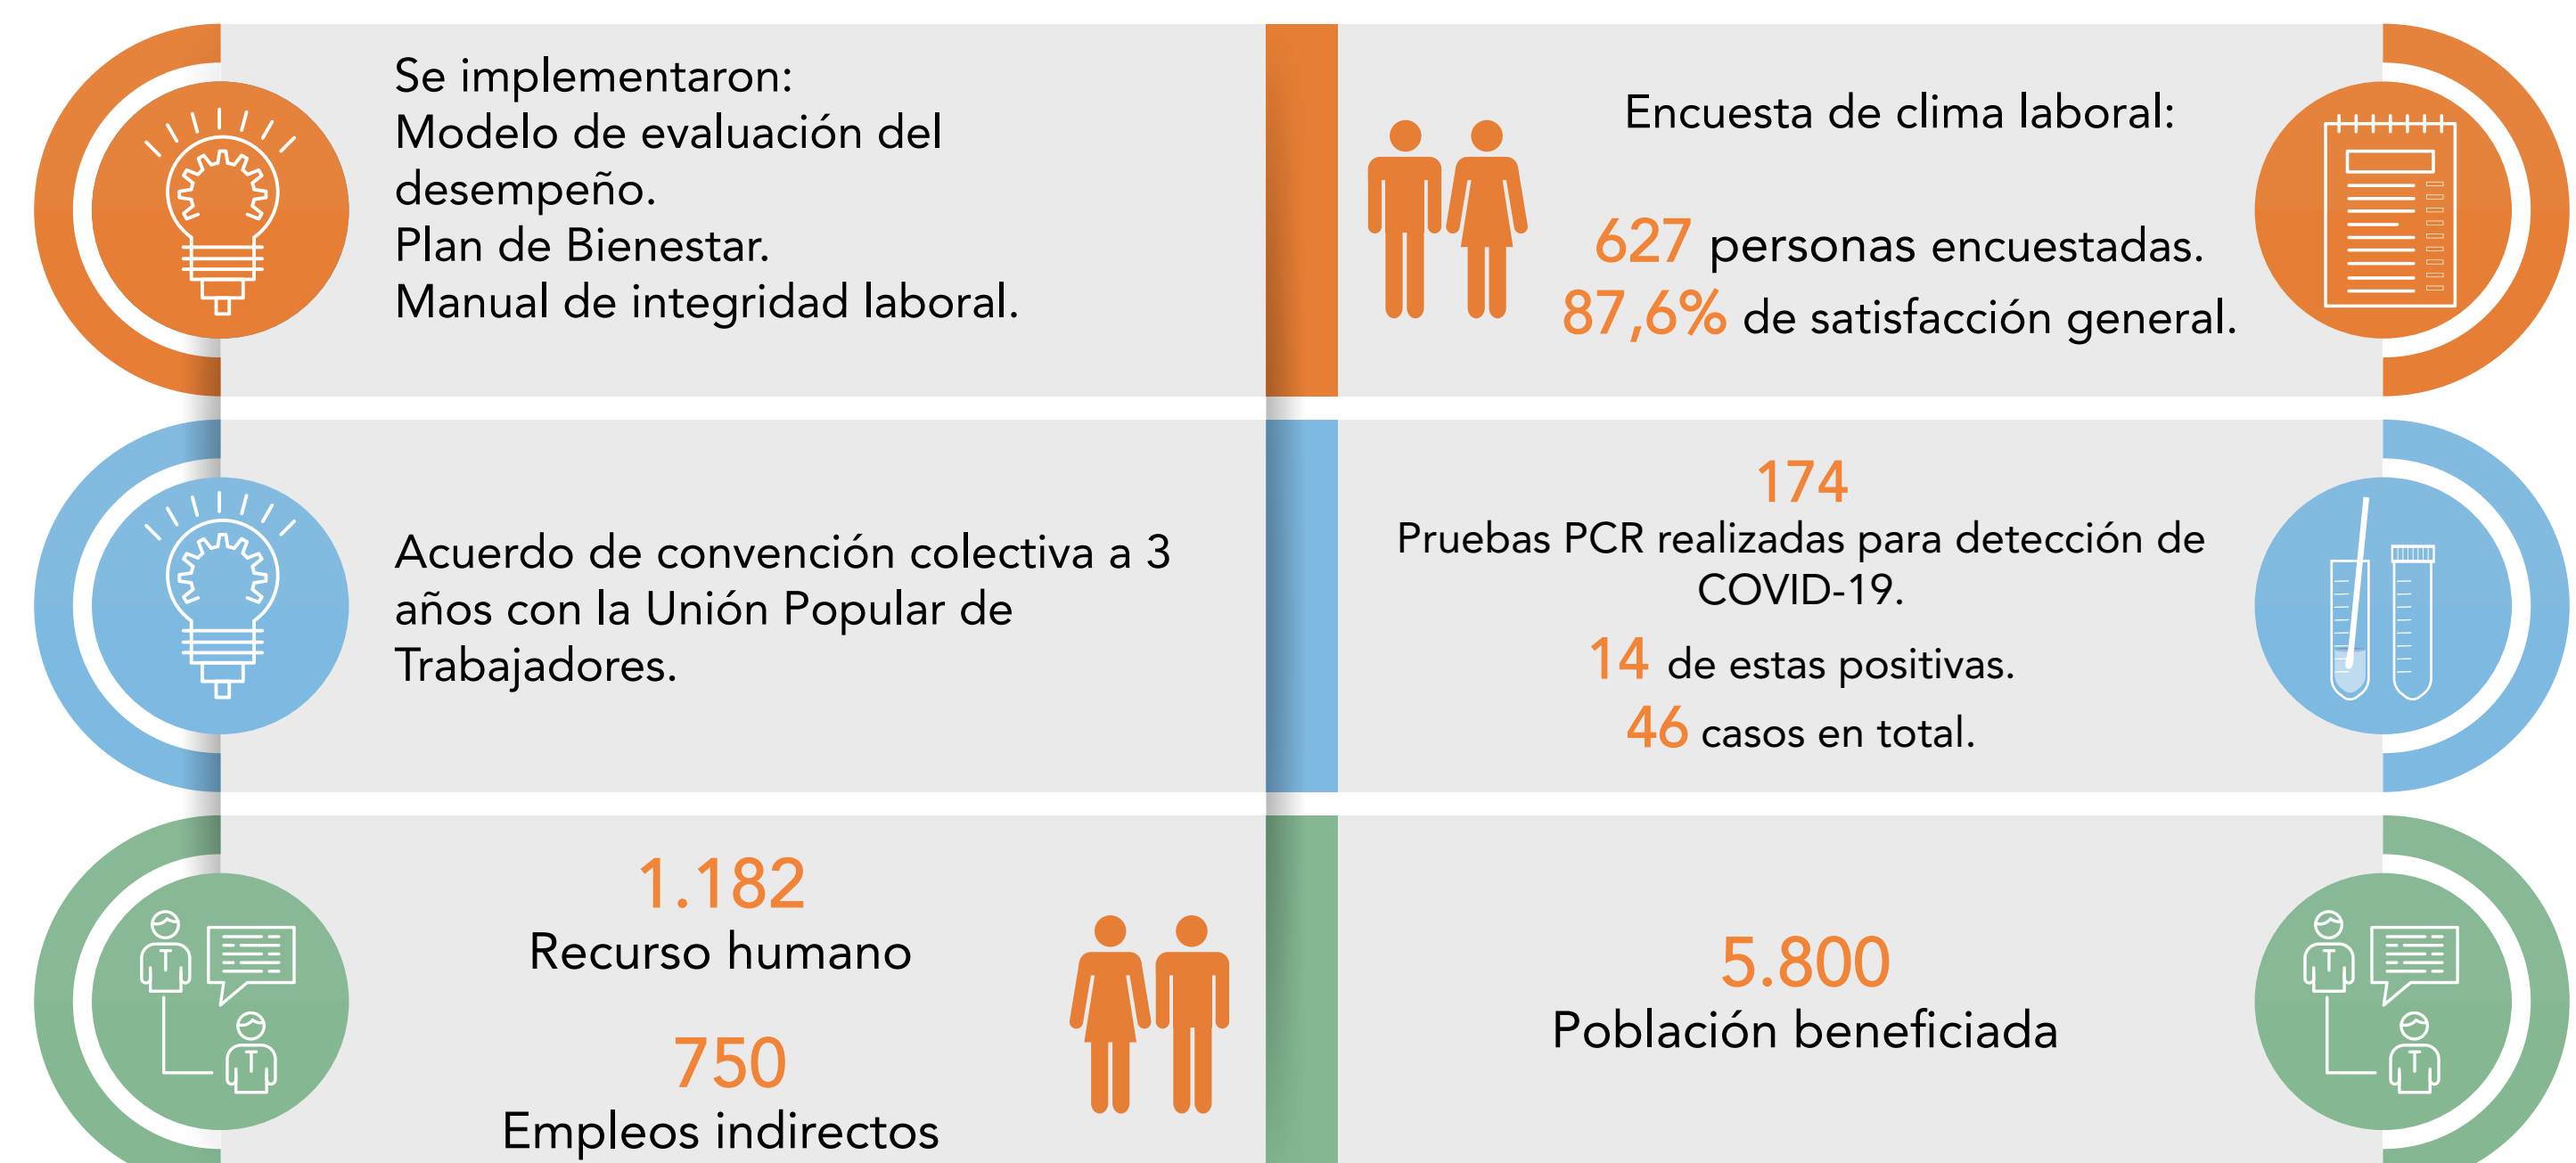 Se implementaron:
Modelo de evaluación del
desempeño.
Plan de Bienestar.
Manual de integridad laboral.
Encuesta de clima laboral:
627 personas encuestadas.
87,6% de satisfacción general.
Acuerdo de convención colectiva a 3
años con la Unión Popular de
Trabajadores.
174
Pruebas PCR realizadas para detección de
COVID-19.
14 de estas positivas.
46 casos en total.
1.182
Recurso humano
750
Empleos indirectos
5.800
Población beneficiada